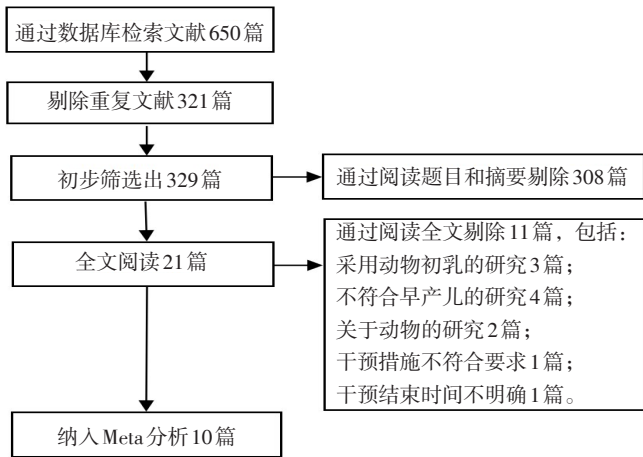 通过数据库检索文献650篇
剔除重复文献321篇
初步筛选出329篇
通过阅读题目和摘要剔除308篇
全文阅读21篇
通过阅读全文剔除11篇，包括：
采用动物初乳的研究3篇；
不符合早产儿的研究4篇；
关于动物的研究2篇；
干预措施不符合要求1篇；
干预结束时间不明确1篇。
纳入Meta分析10篇